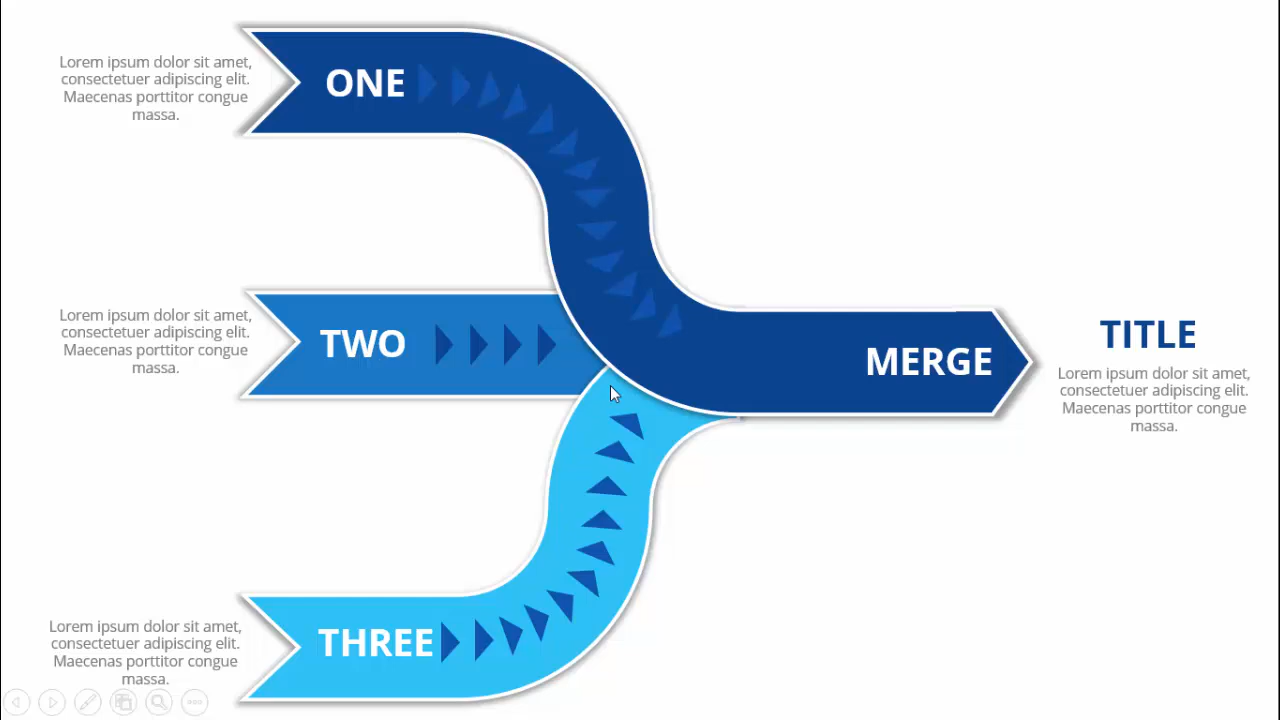 Lorem ipsum dolor sit amet,
consectetuer adipiscing elit.
Maecenas porttitor congue
massa.
ONE
Lorem ipsum dolor sit amet,
consectetuer adipiscing elit.
Maecenas porttitor congue
massa.
TWO
MERGE
TITLE
Lorem ipsum dolor sit amet,
consectetuer adipiscing elit.
Maecenas porttitor congue
massa.
Lorem ipsum dolor sit amet,
consectetuer adipiscing elit.
Maecenas porttitor congue
massa.
THREE